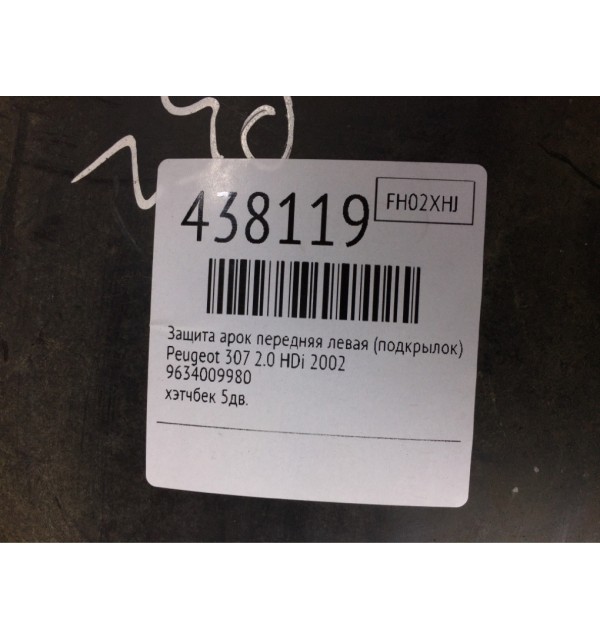 438119
FH02XHJ
Защита арок передняя левая (подкрылок)
Peugeot 307 2.0 HDi 2002
9634009980
хэтчбек 5дв.